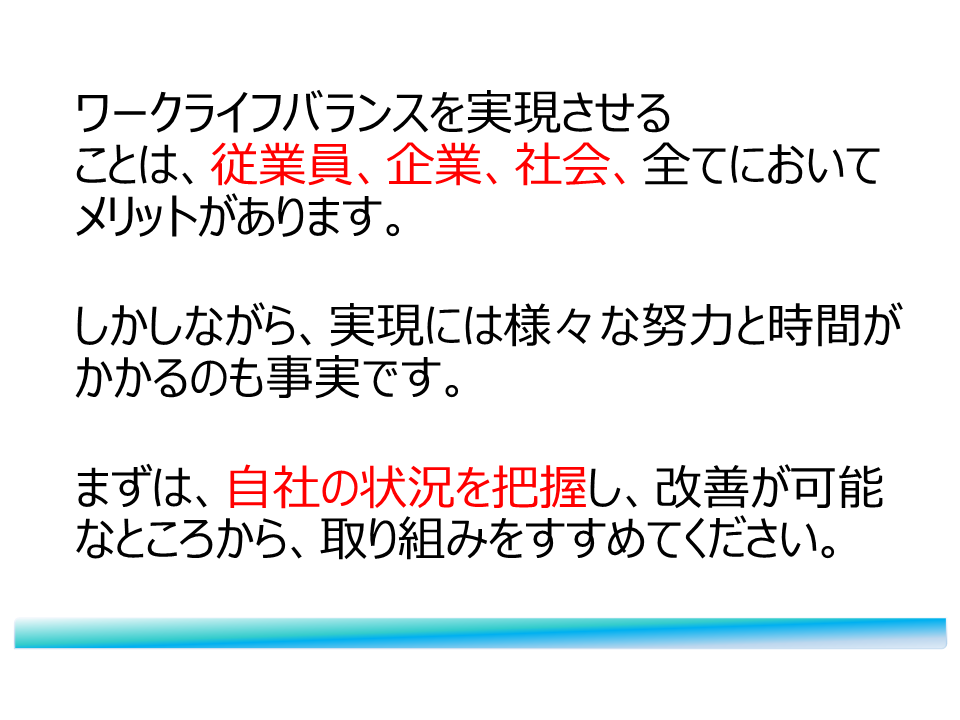 ワークライフバランスを実現させる
ことは、従業員、企業、社会、全てにおいて
メリットがあります。
しかしながら、実現には様々な努力と時間が
かかるのも事実です。
まずは、自社の状況を把握し、改善が可能
なところから、取り組みをすすめてください。